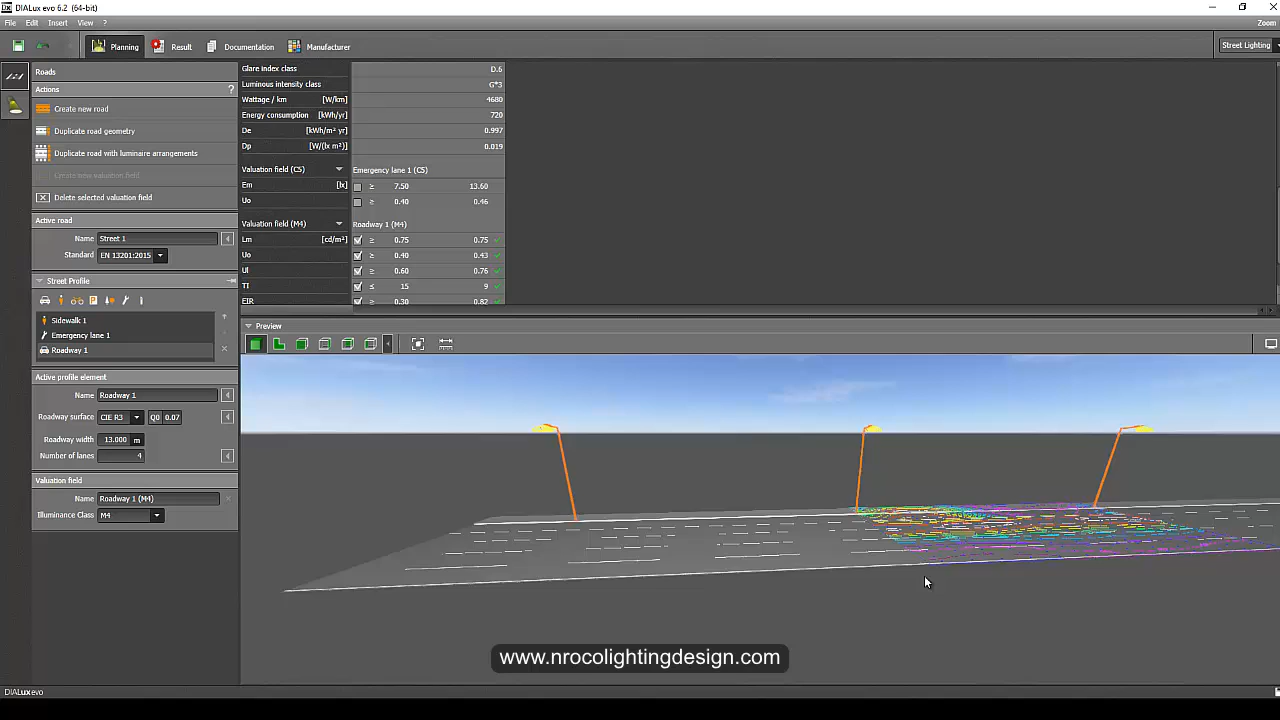 DIALux evo 6.2 (64-bit)
File Edit Insert View ?
Zoom
Planning Result Documentation Manufacturer
Street Lighting
Roads
Actions ?
Create new road
Duplicate road geometry
Duplicate road with luminaire arrangements
Create new valuation field
Delete selected valuation field
Active road
Name Street 1
Standard EN 13201:2015
Street Profile
Sidewalk 1
Emergency lane 1
Roadway 1
Active profile element
Name Roadway 1
Roadway surface CIE R3 Q0 0.07
Roadway width 13.000 m
Number of lanes 4
Valuation field
Name Roadway 1 (M4)
Illuminance Class M4
Glare index class D.6
Luminous intensity class G*3
Wattage / km [W/km] 4680
Energy consumption [kWh/yr] 720
De [kWh/m² yr] 0.997
Dp [W/(lx m²)] 0.019
Valuation field (C5) Emergency lane 1 (C5)
Em [lx] ≥ 7.50 13.60
Uo ≥ 0.40 0.46
Valuation field (M4) Roadway 1 (M4)
Lm [cd/m²] ≥ 0.75 0.75
Uo ≥ 0.40 0.43
Ul ≥ 0.60 0.76
TI ≤ 15 9
EIR ≥ 0.30 0.82
Preview
www.nrocolightingdesign.com
DIALux evo